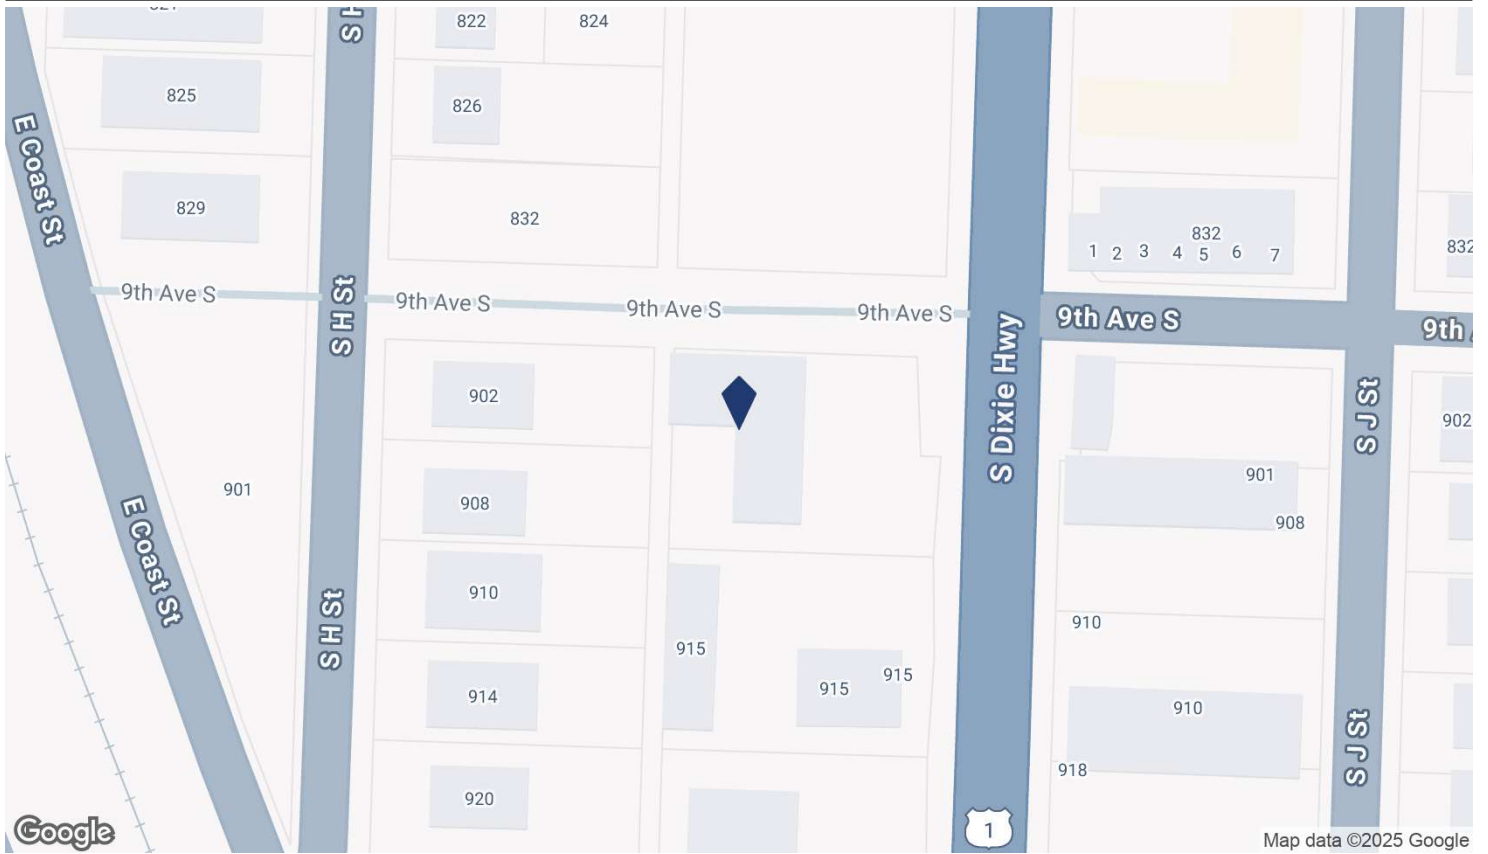 822
824
S H
825
826
E Coast St
829
832
832
1 2 3 4 5 6 7
832
9th Ave S
9th Ave S
9th Ave S
9th Ave S
9th Ave S
9th
S H St
S Dixie Hwy
S J St
902
902
901
908
901
908
E Coast St
910
S H St
910
915
915
915
914
910
S J St
918
920
1
Google
Map data ©2025 Google